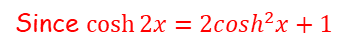 Since cosh 2x = 2cosh²x + 1